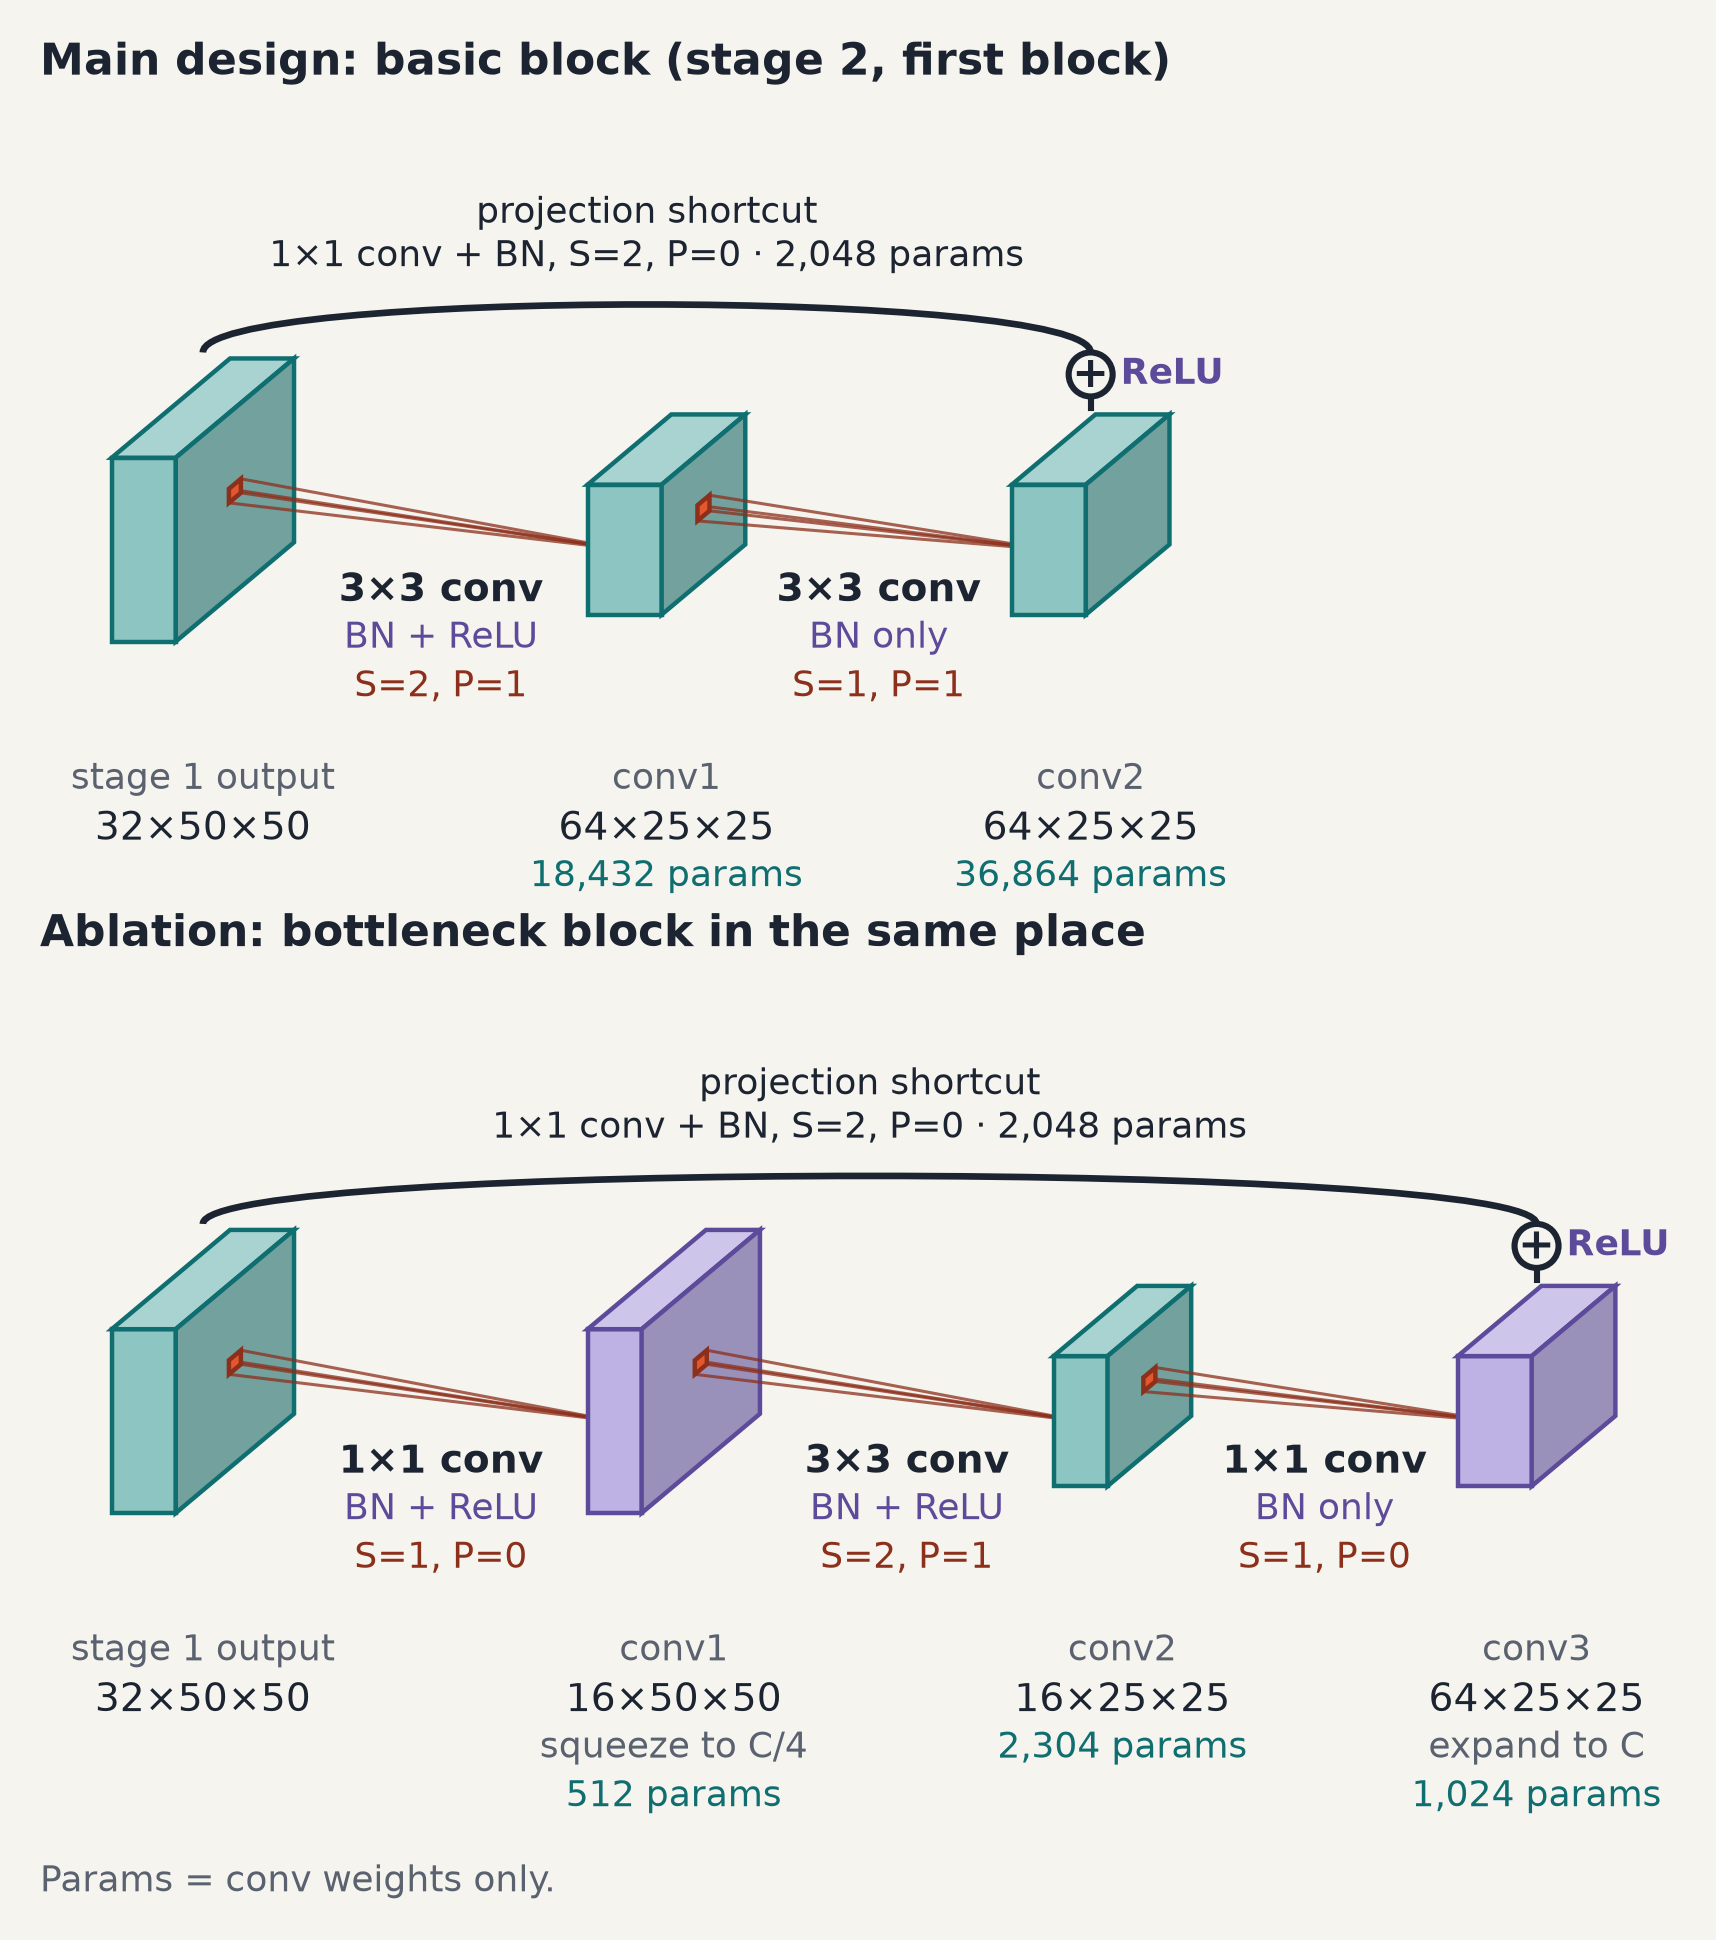 Main design: basic block (stage 2, first block)
projection shortcut
1×1 conv + BN, S=2, P=0 · 2,048 params
ReLU
3×3 conv
BN + ReLU
S=2, P=1
3×3 conv
BN only
S=1, P=1
stage 1 output
32×50×50
conv1
64×25×25
18,432 params
conv2
64×25×25
36,864 params
Ablation: bottleneck block in the same place
projection shortcut
1×1 conv + BN, S=2, P=0 · 2,048 params
ReLU
1×1 conv
BN + ReLU
S=1, P=0
3×3 conv
BN + ReLU
S=2, P=1
1×1 conv
BN only
S=1, P=0
stage 1 output
32×50×50
conv1
16×50×50
squeeze to C/4
512 params
conv2
16×25×25
2,304 params
conv3
64×25×25
expand to C
1,024 params
Params = conv weights only.